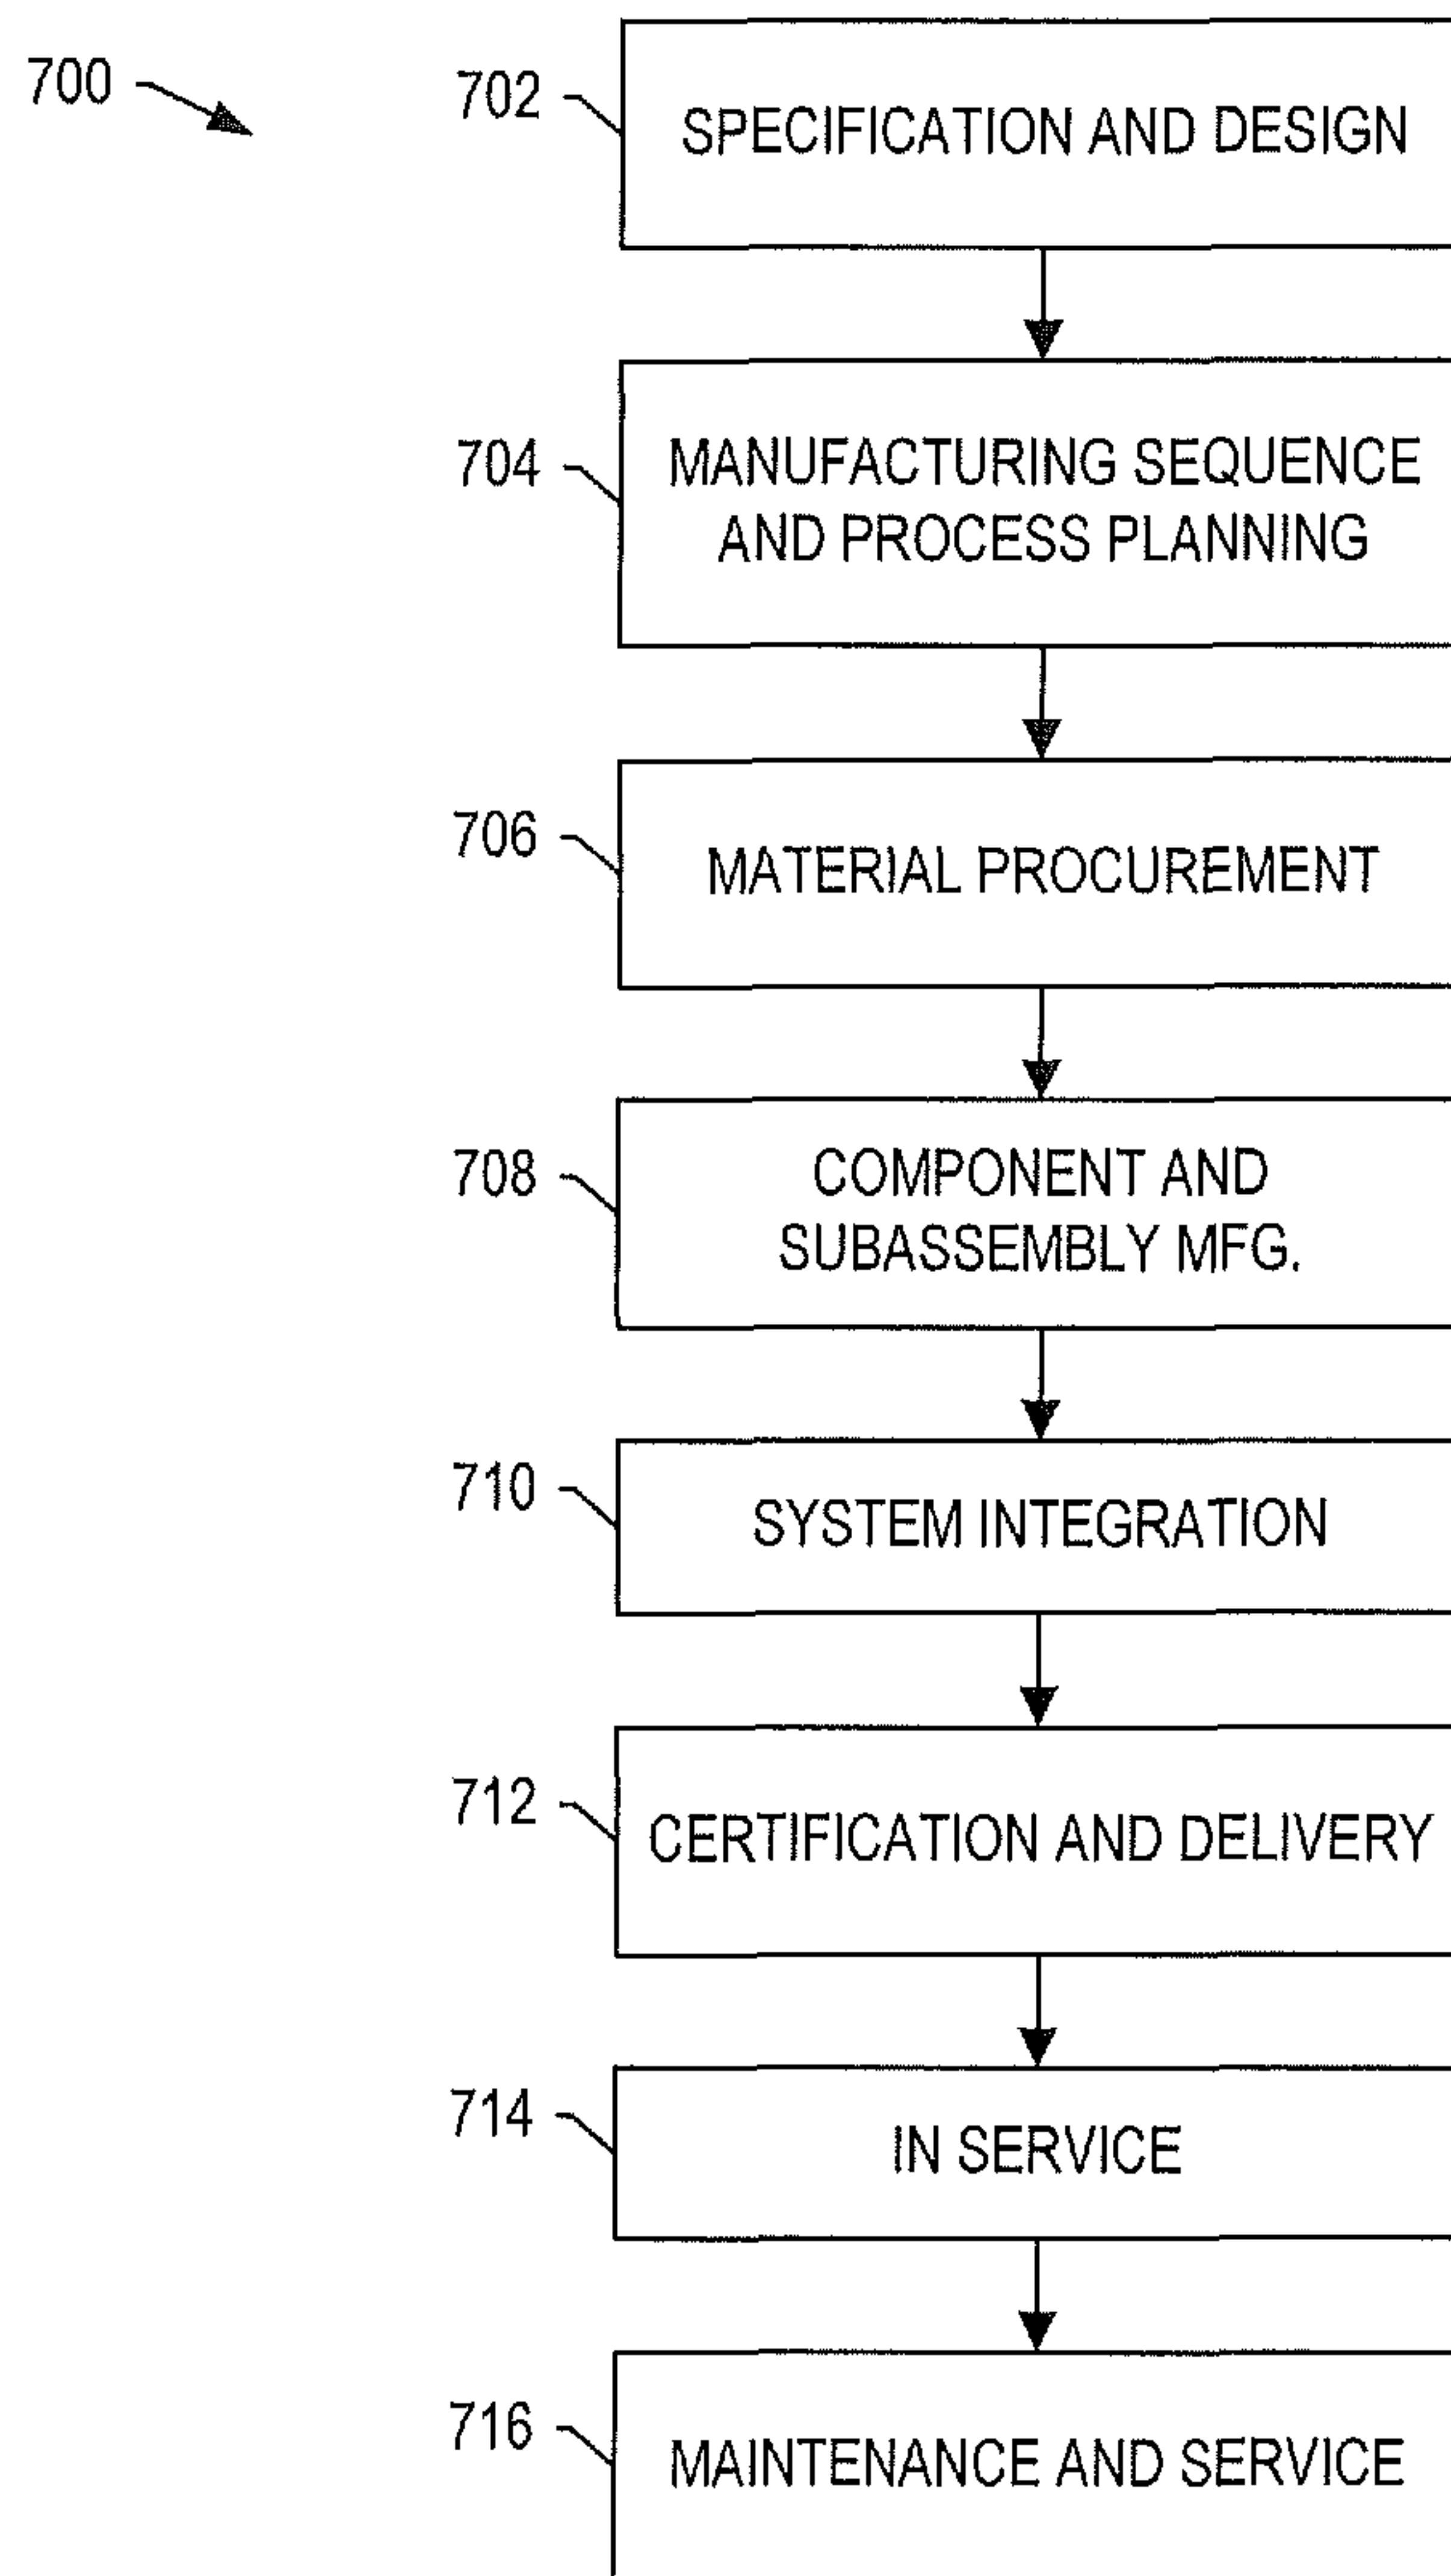 700
702
SPECIFICATION AND DESIGN
704
MANUFACTURING SEQUENCE
AND PROCESS PLANNING
706
MATERIAL PROCUREMENT
708
COMPONENT AND
SUBASSEMBLY MFG.
710
SYSTEM INTEGRATION
712
CERTIFICATION AND DELIVERY
714
IN SERVICE
716
MAINTENANCE AND SERVICE